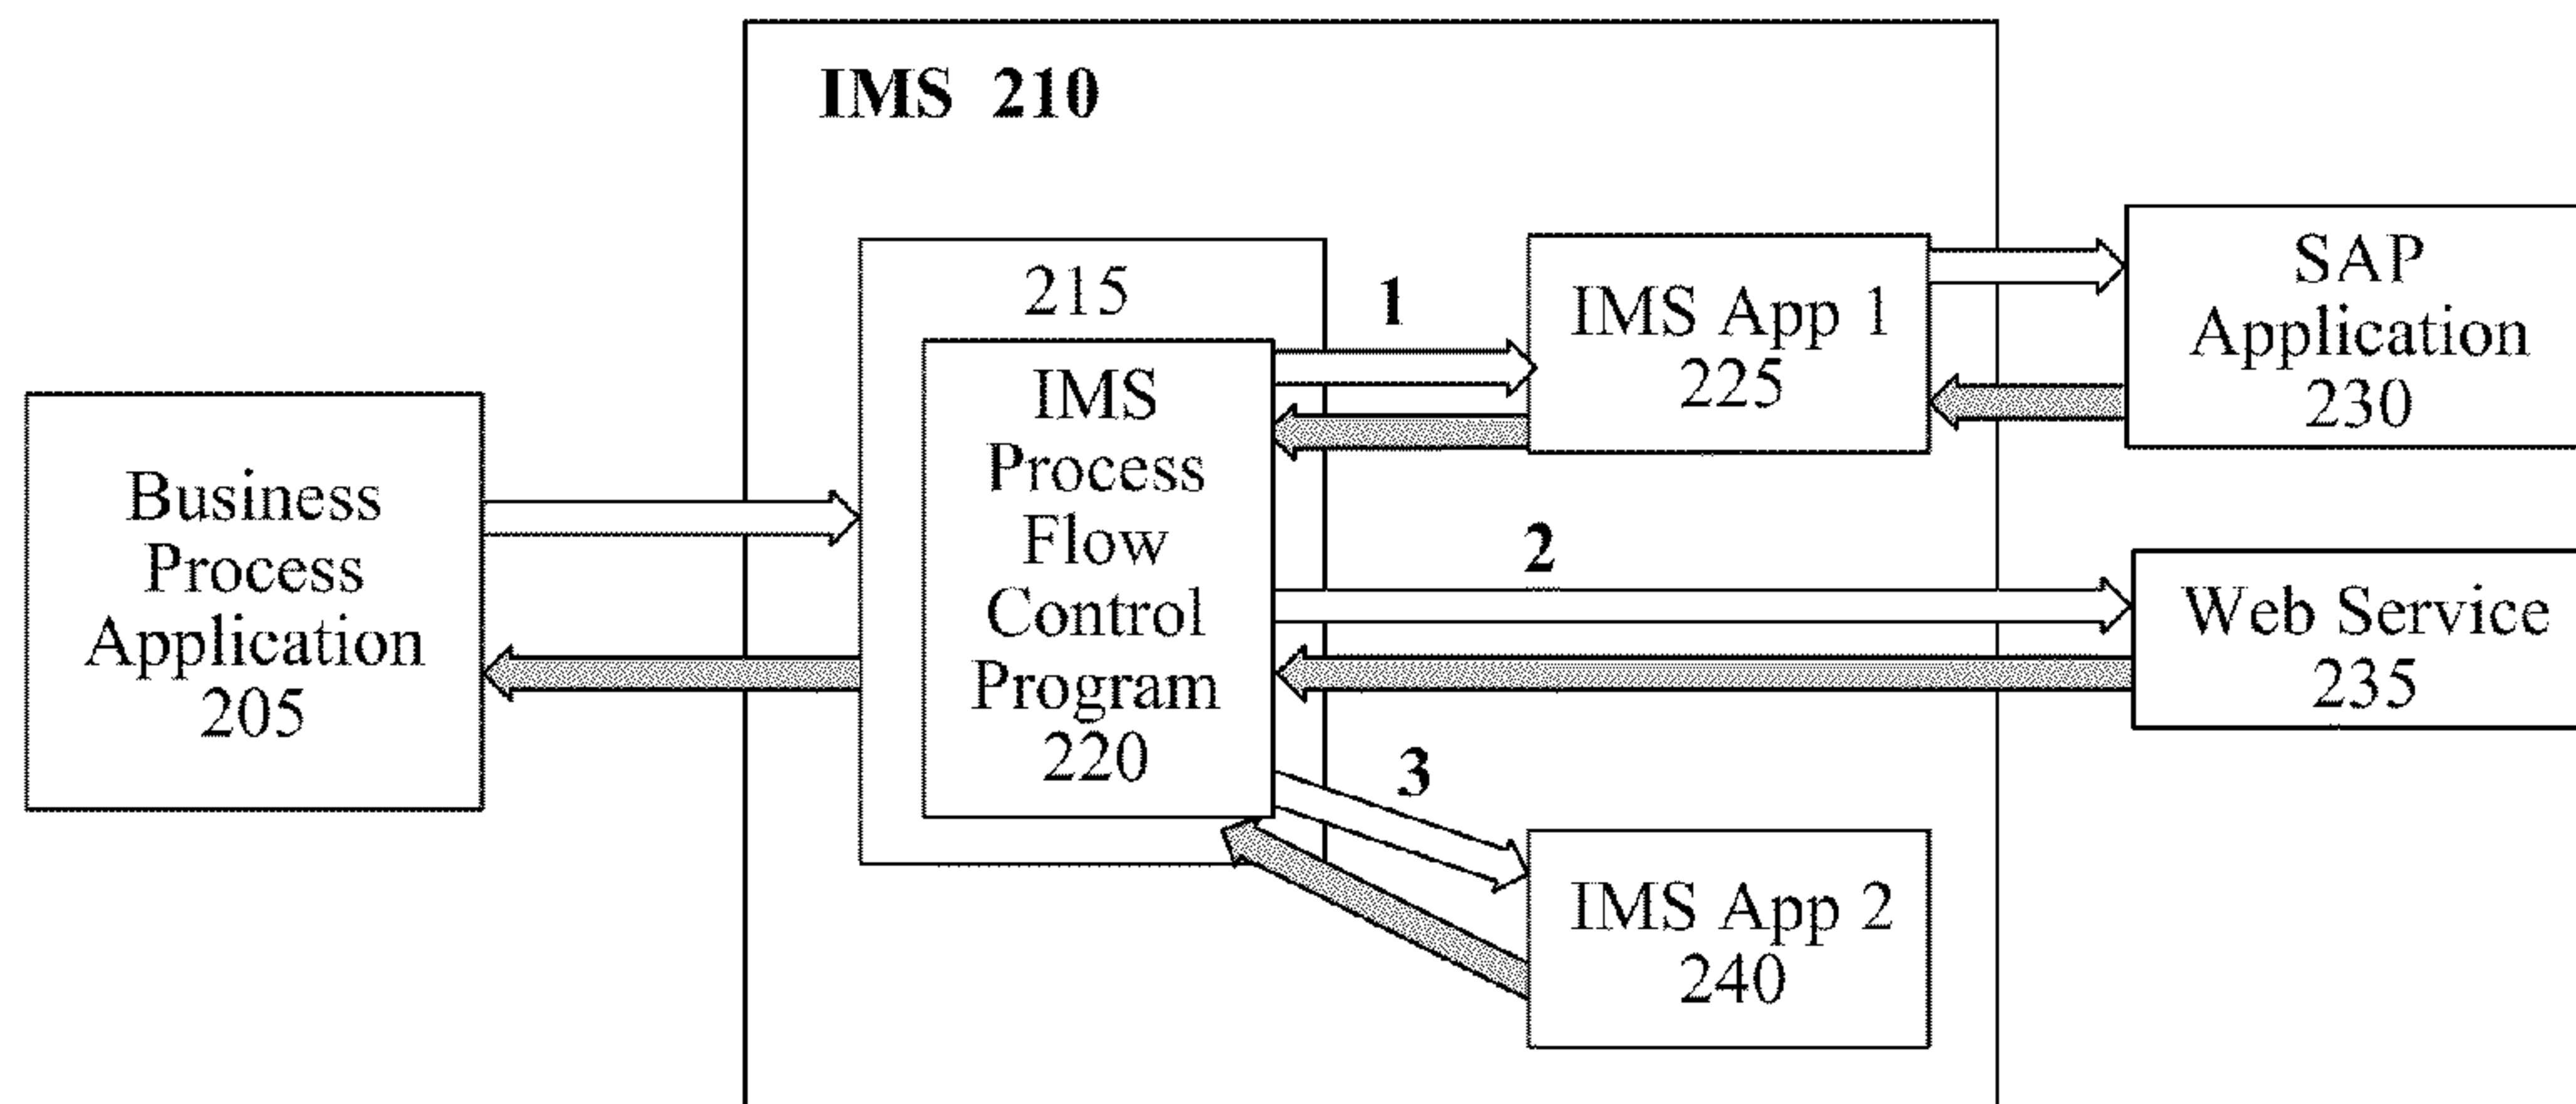 IMS 210
215
1
IMS App 1
225
SAP
Application
230
IMS
Process
Flow
Control
Program
220
Business
Process
Application
205
2
Web Service
235
3
IMS App 2
240